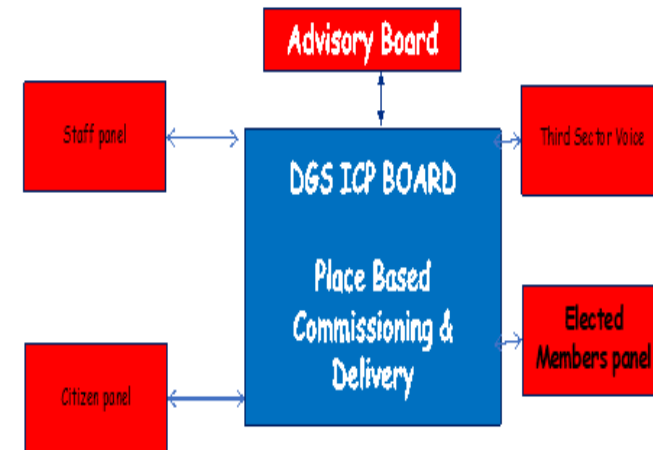 Advisory Board
Staff panel
Third Sector Voice
DGS ICP BOARD
Place Based
Commissioning &
Delivery
Elected
Members panel
Citizen panel